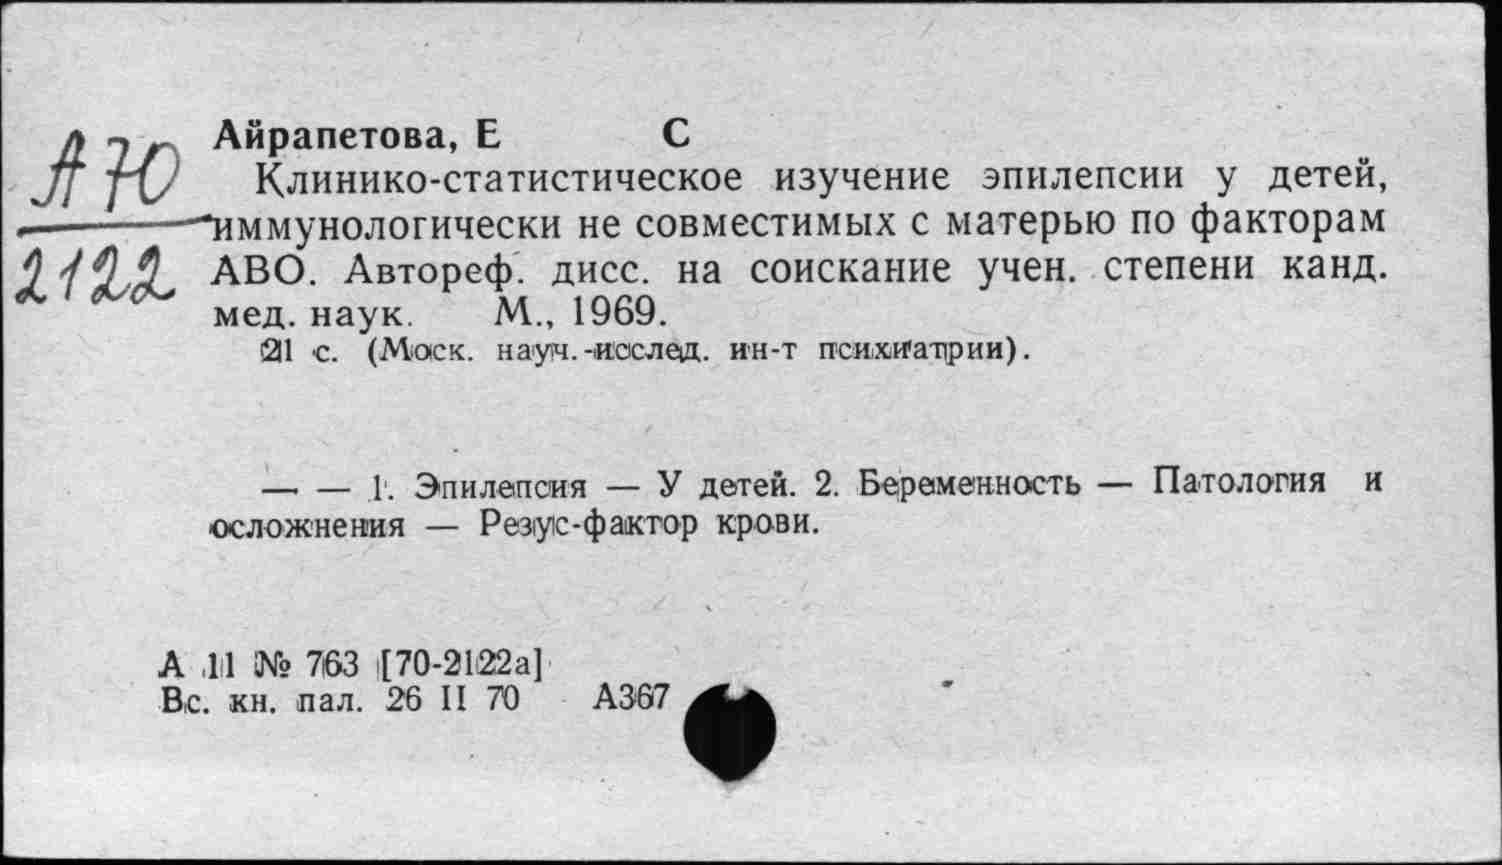 А70
2122
Айрапетова, Е С
Клинико-статистическое изучение эпилепсии у детей,
иммунологически не совместимых с матерью по факторам
АВО. Автореф. дисс. на соискание учен. степени канд.
мед. наук. М., 1969.
21 с. (Моск. науч.-исслед. ин-т психиатрии).
— — 1. Эпилепсия — У детей. 2. Беременность — Патология и
осложнения — Резус-фактор крови.
А 11 № 763 [70-2122а]
Вс. кн. пал. 26 II 70 А367